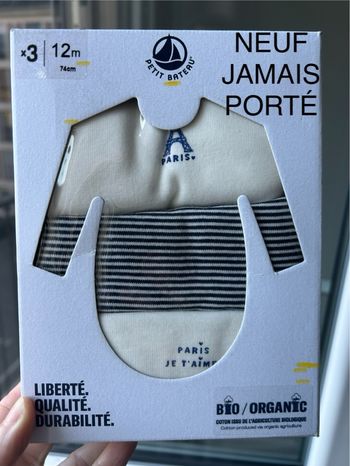 x3
12m
74cm
PETIT BATEAU
NEUF
JAMAIS
PORTÉ
PARIS
PARIS
JE T'AIME
LIBERTÉ.
QUALITÉ.
DURABILITÉ.
BIO/ORGANIC
COTON ISSU DE L'AGRICULTURE BIOLOGIQUE
Cotton produced via organic agriculture